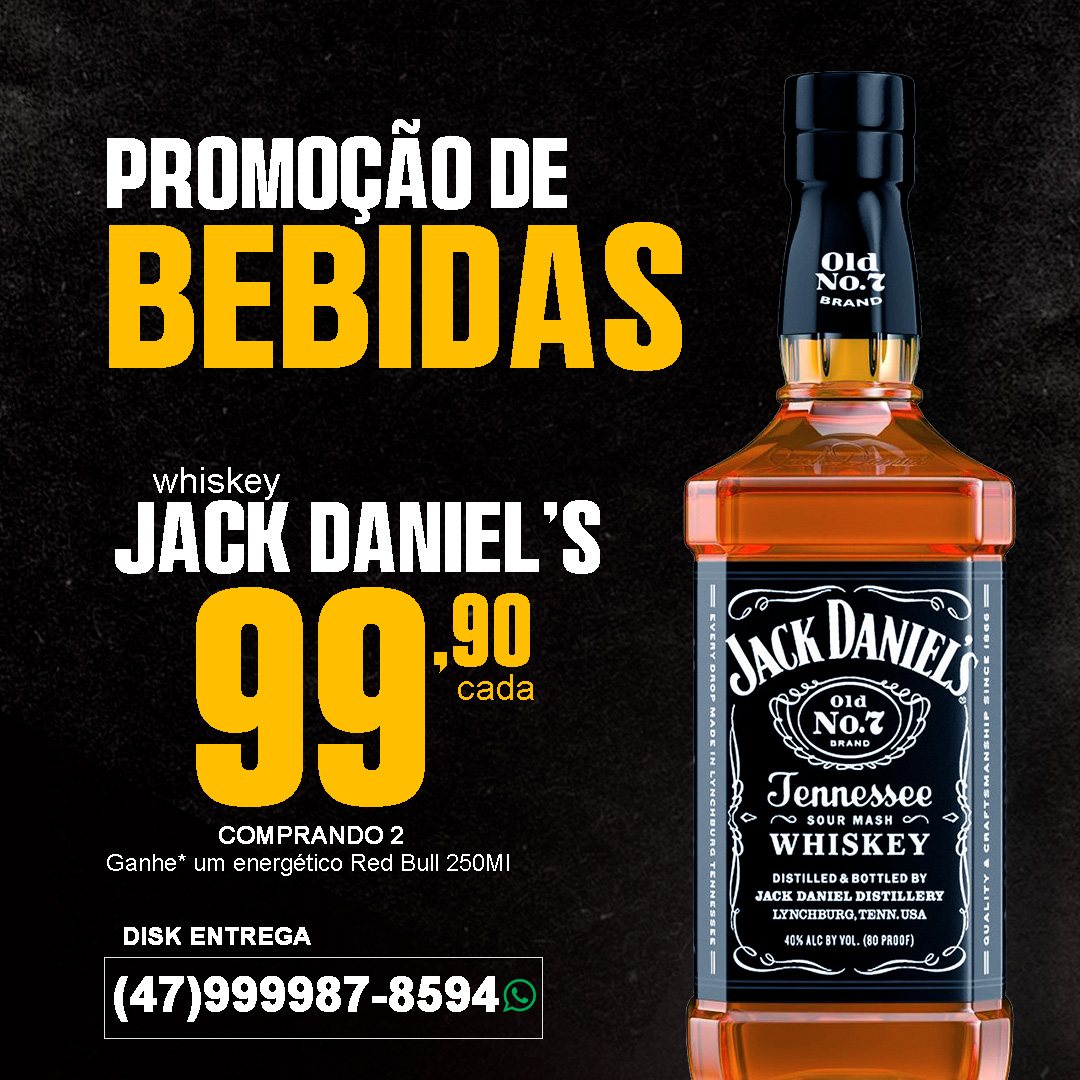 PROMOÇÃO DE
BEBIDAS
whiskey
JACK DANIEL'S
99,90
cada
COMPRANDO 2
Ganhe* um energético Red Bull 250Ml
DISK ENTREGA
(47)999987-8594
Old
No.7
BRAND
JACK DANIEL'S
Old
No.7
BRAND
Tennessee
SOUR MASH
WHISKEY
DISTILLED & BOTTLED BY
JACK DANIEL DISTILLERY
LYNCHBURG, TENN. USA
40% ALC BY VOL. (80 PROOF)
EVERY DROP MADE IN LYNCHBURG TENNESSEE
QUALITY & CRAFTSMANSHIP SINCE 1866